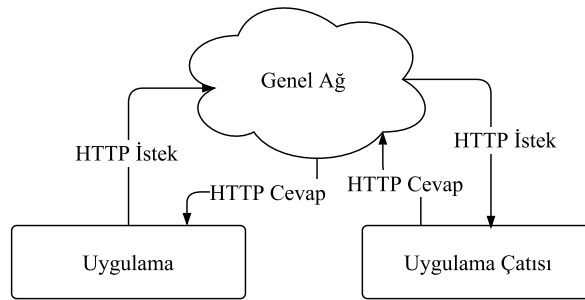 Genel Ağ
HTTP İstek
HTTP İstek
HTTP Cevap
HTTP Cevap
Uygulama
Uygulama Çatısı